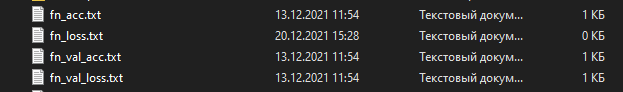 fn_acc.txt 13.12.2021 11:54 Текстовый докум... 1 КБ
fn_loss.txt 20.12.2021 15:28 Текстовый докум... 0 КБ
fn_val_acc.txt 13.12.2021 11:54 Текстовый докум... 1 КБ
fn_val_loss.txt 13.12.2021 11:54 Текстовый докум... 1 КБ